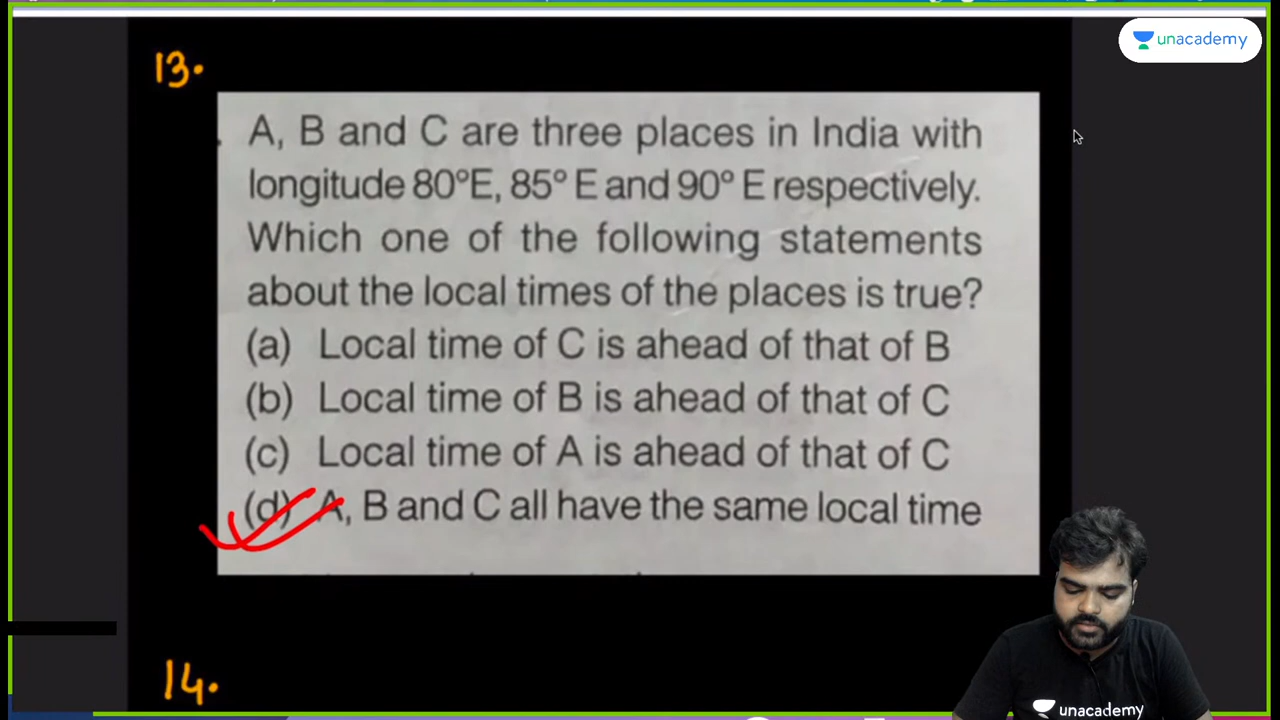 unacademy
13.
A, B and C are three places in India with
longitude 80°E, 85° E and 90° E respectively.
Which one of the following statements
about the local times of the places is true?
(a) Local time of C is ahead of that of B
(b) Local time of B is ahead of that of C
(c) Local time of A is ahead of that of C
(d) A, B and C all have the same local time
14.
unacademy